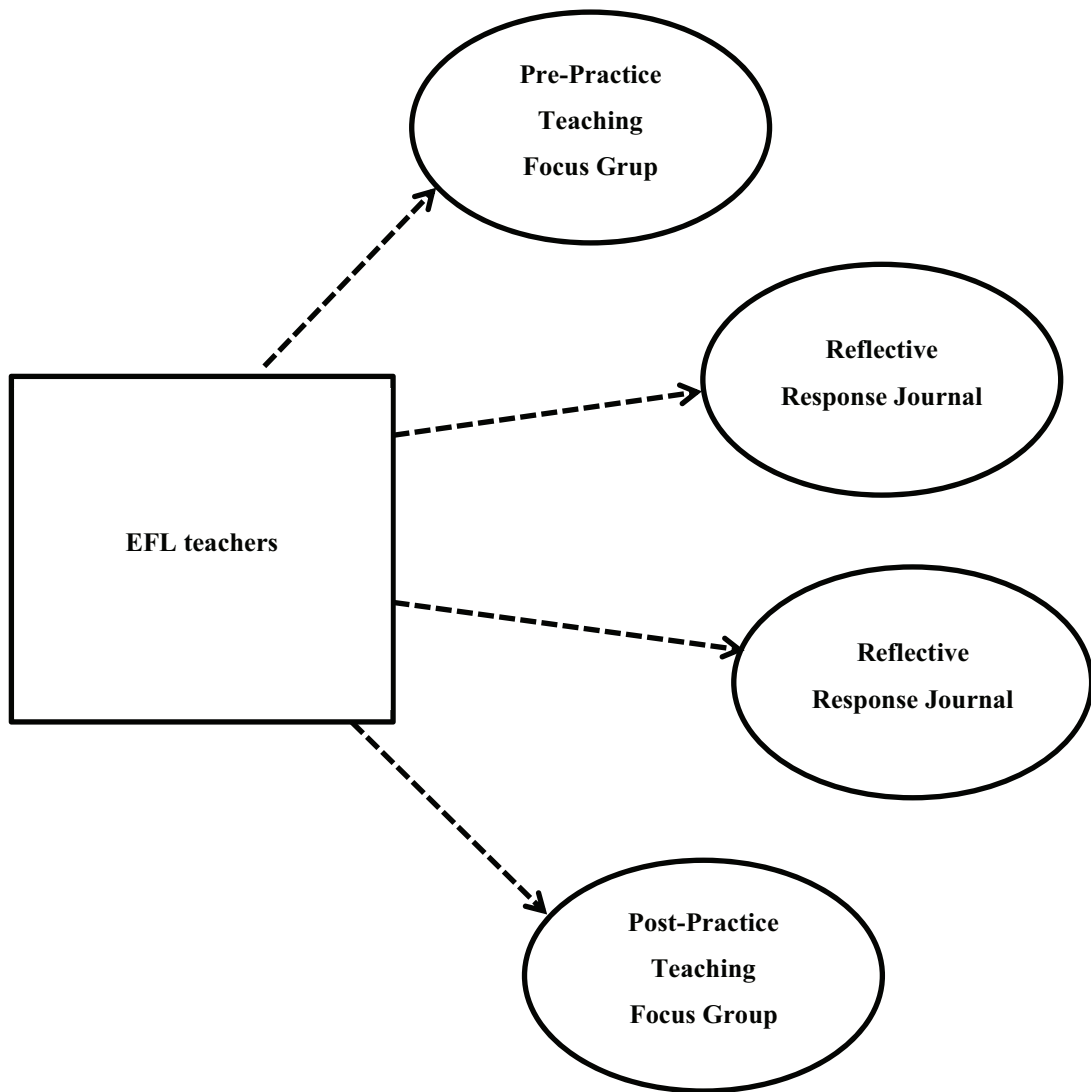 Pre-Practice
Teaching
Focus Grup
Reflective
Response Journal
EFL teachers
Reflective
Response Journal
Post-Practice
Teaching
Focus Group